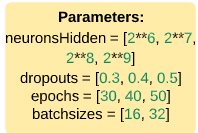 Parameters:
neuronsHidden = [2**6, 2**7,
2**8, 2**9]
dropouts = [0.3, 0.4, 0.5]
epochs = [30, 40, 50]
batchsizes = [16, 32]